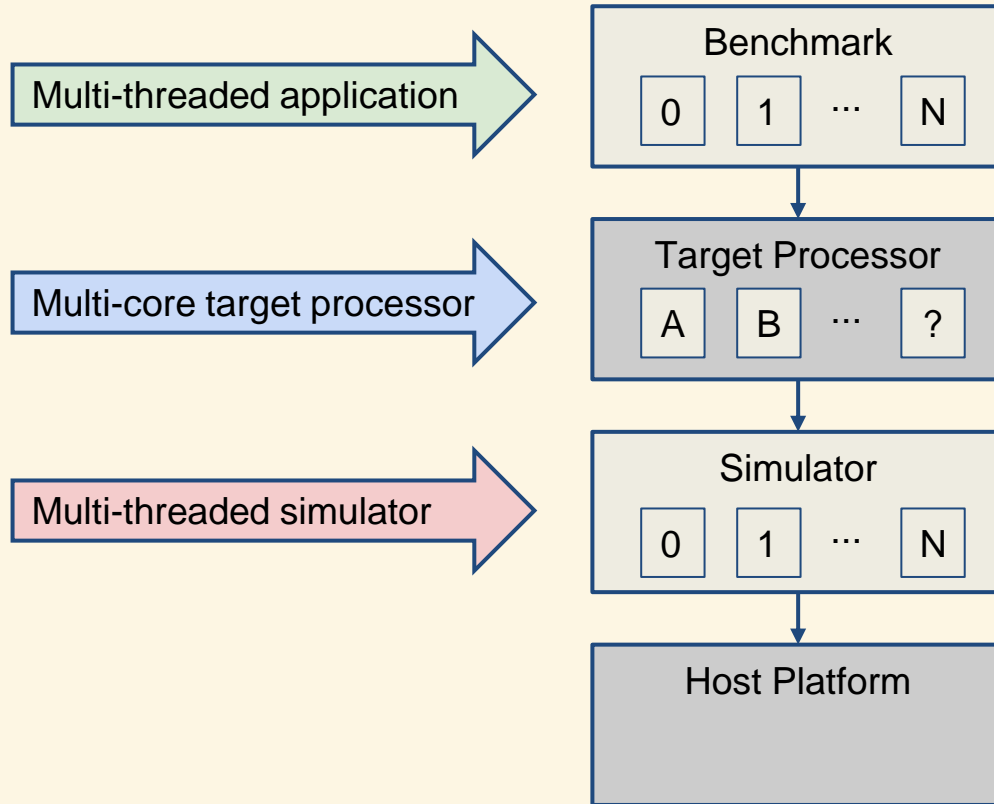 Benchmark
Multi-threaded application
0 1 ... N
Target Processor
Multi-core target processor
A B ... ?
Simulator
Multi-threaded simulator
0 1 ... N
Host Platform